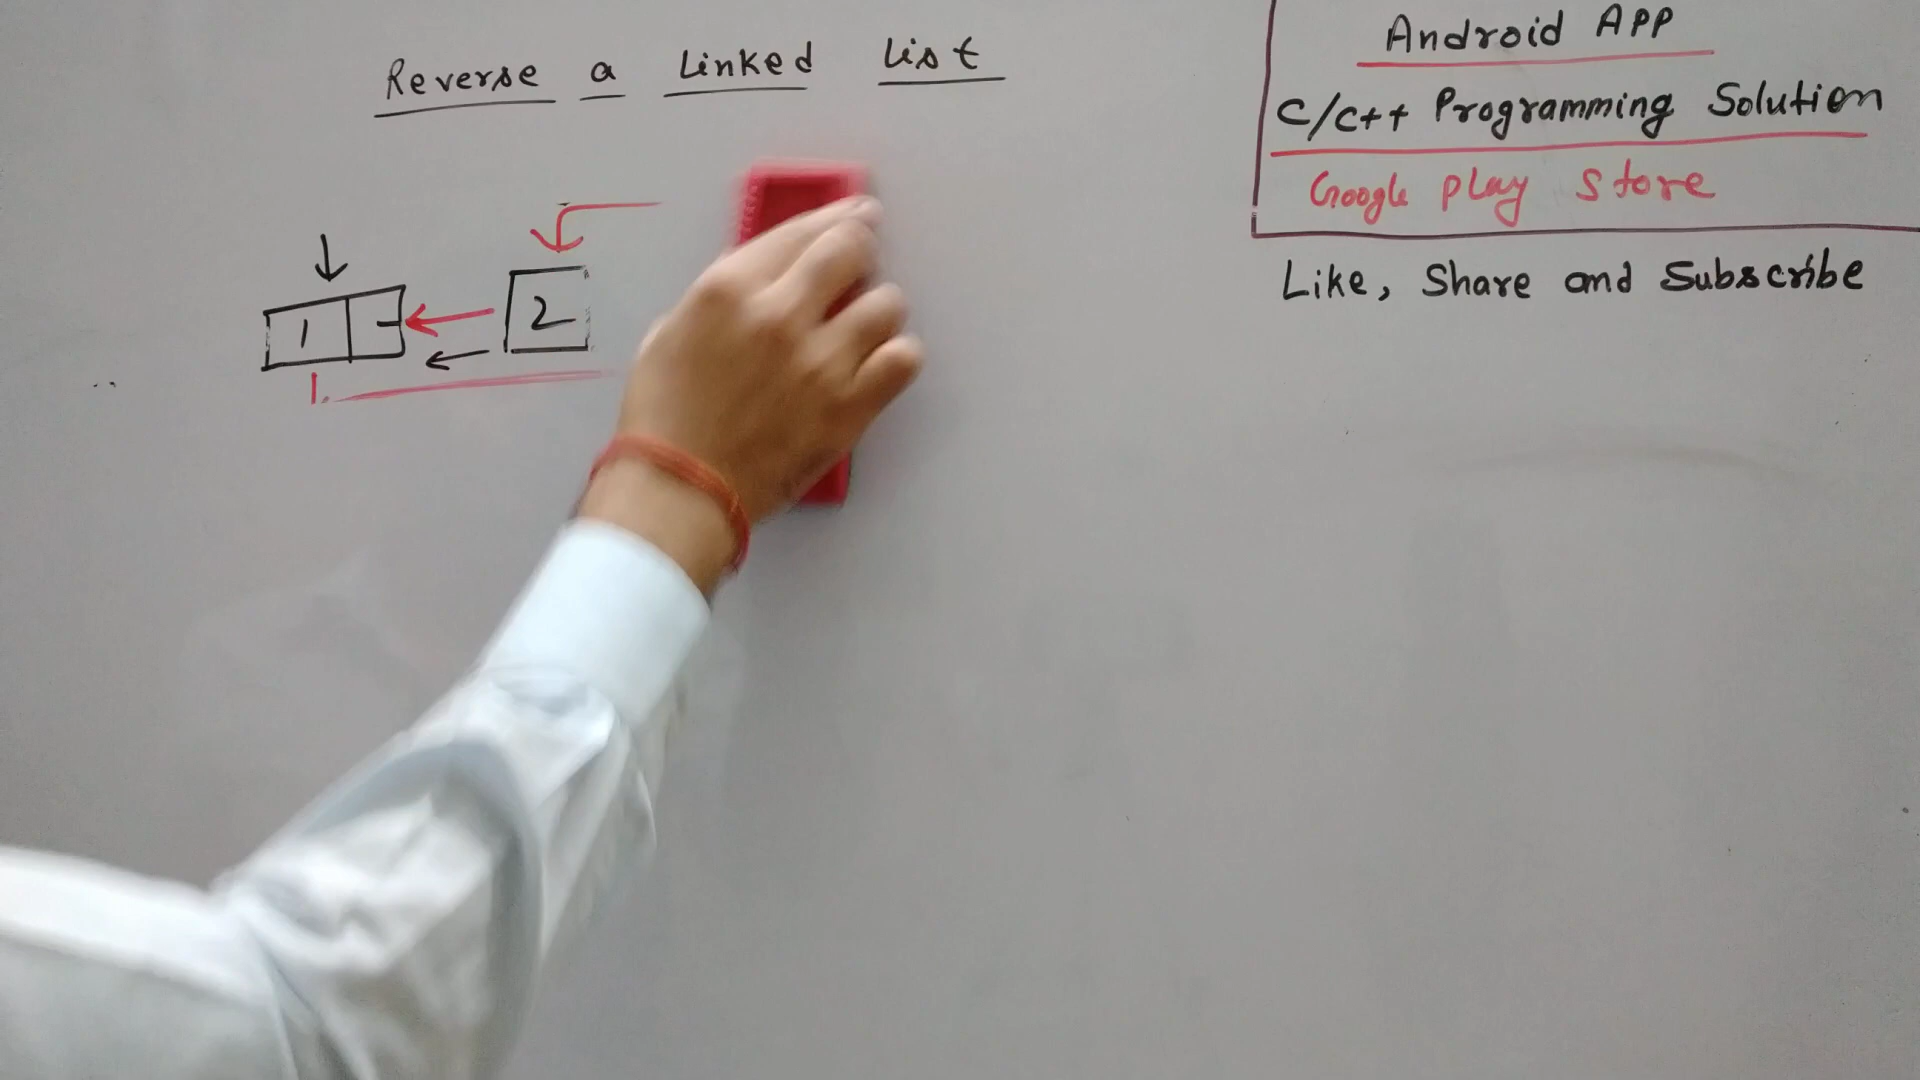 Reverse a Linked List
1
2
Android APP
C/C++ Programming Solution
Google Play Store
Like, Share and Subscribe